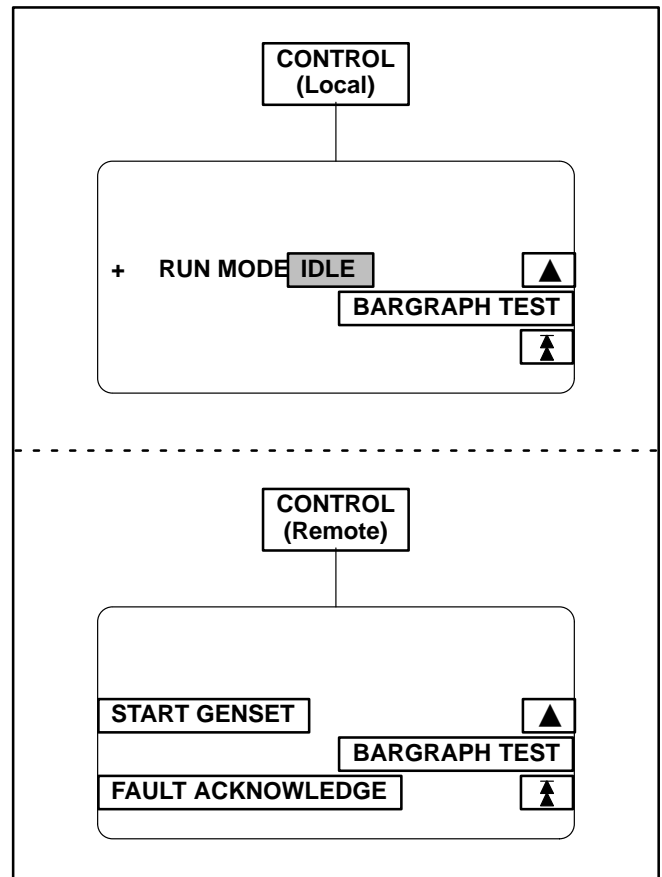 CONTROL
(Local)
+ RUN MODE IDLE ▲
BARGRAPH TEST
CONTROL
(Remote)
START GENSET ▲
BARGRAPH TEST
FAULT ACKNOWLEDGE